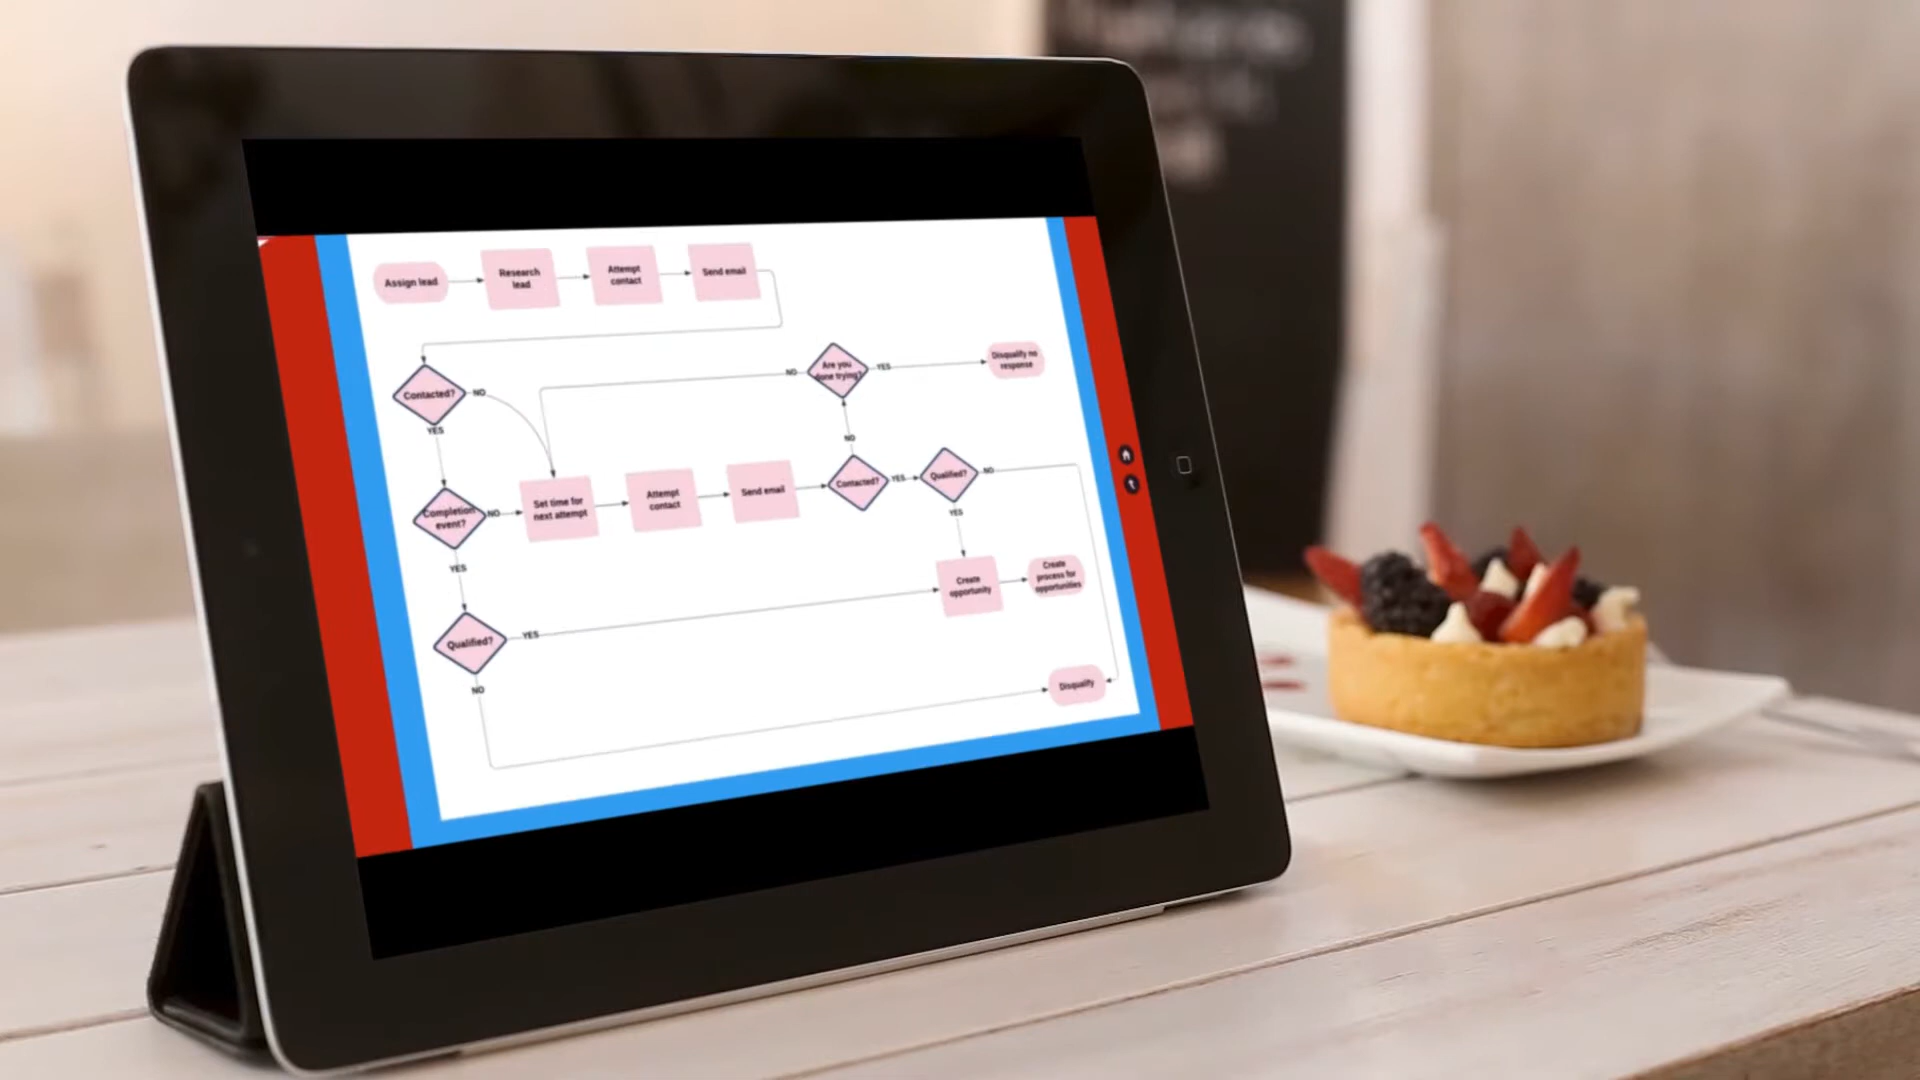 Assign lead
Research
lead
Attempt
contact
Send email
Contacted?
NO
YES
NO
Are you
done trying?
YES
Disqualify no
response
Completion
event?
NO
YES
Set time for
next attempt
Attempt
contact
Send email
Contacted?
NO
YES
Qualified?
NO
YES
Create
opportunity
Create
process for
opportunities
Qualified?
YES
NO
Disqualify